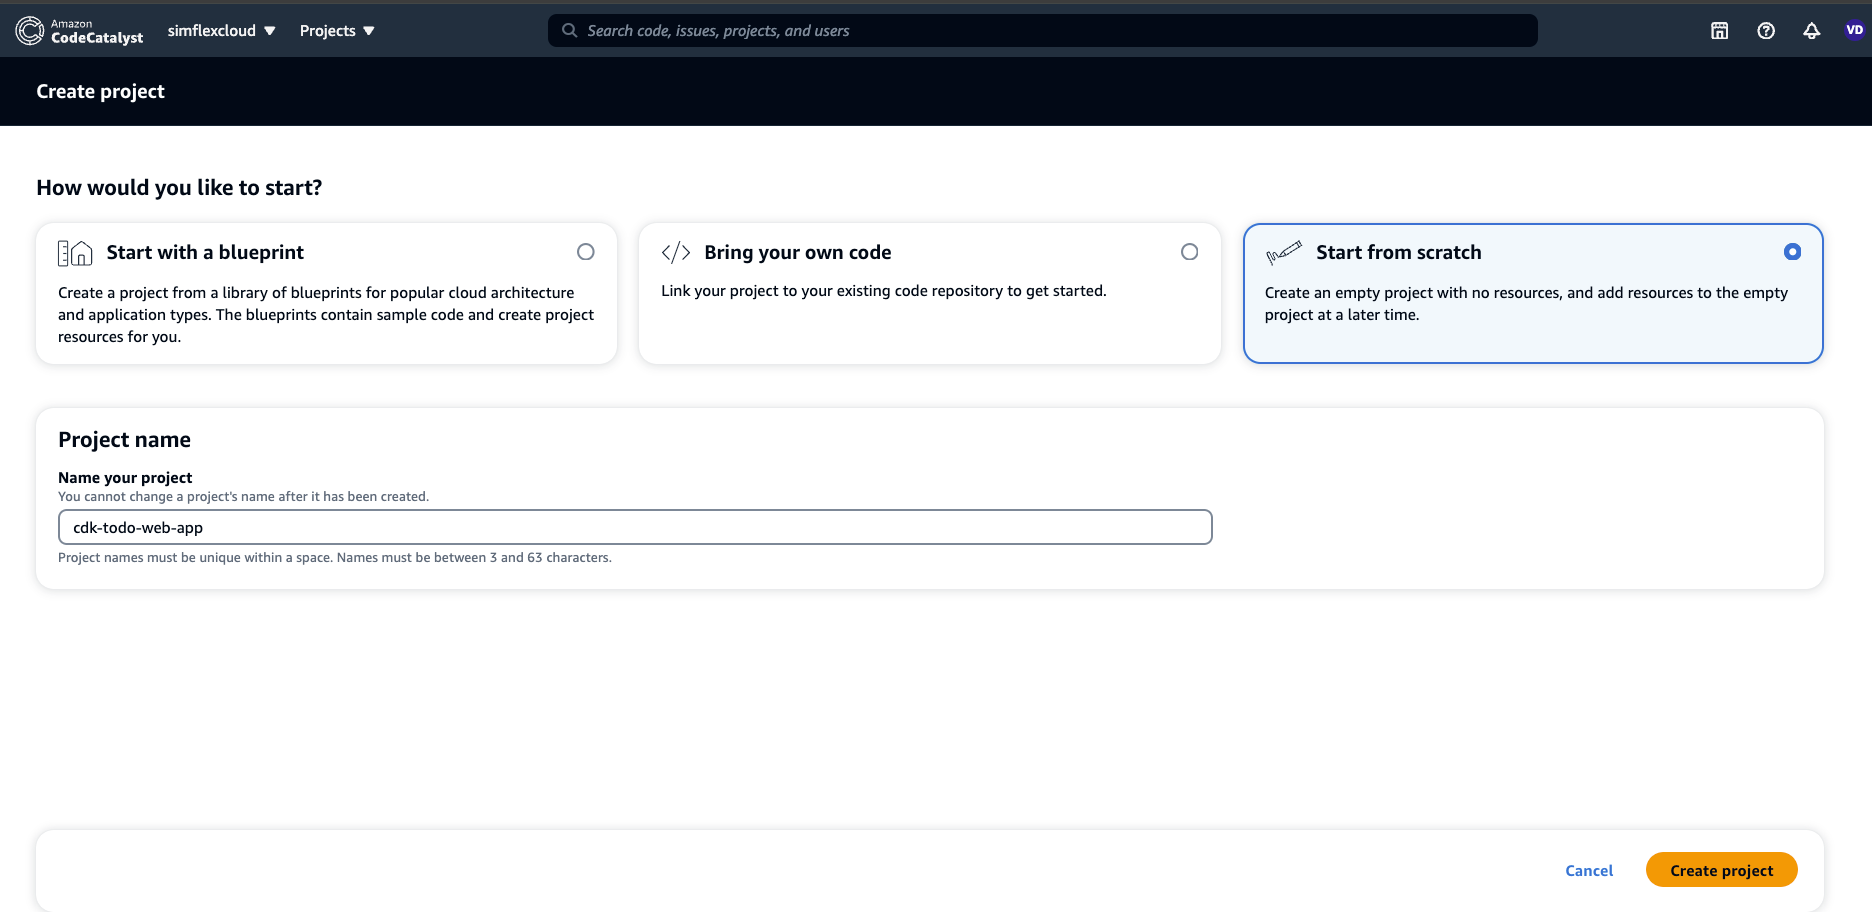 Amazon
CodeCatalyst
simflexcloud
Projects
Search code, issues, projects, and users
VD
Create project
How would you like to start?
Start with a blueprint
Create a project from a library of blueprints for popular cloud architecture
and application types. The blueprints contain sample code and create project
resources for you.
Bring your own code
Link your project to your existing code repository to get started.
Start from scratch
Create an empty project with no resources, and add resources to the empty
project at a later time.
Project name
Name your project
You cannot change a project's name after it has been created.
cdk-todo-web-app
Project names must be unique within a space. Names must be between 3 and 63 characters.
Cancel
Create project